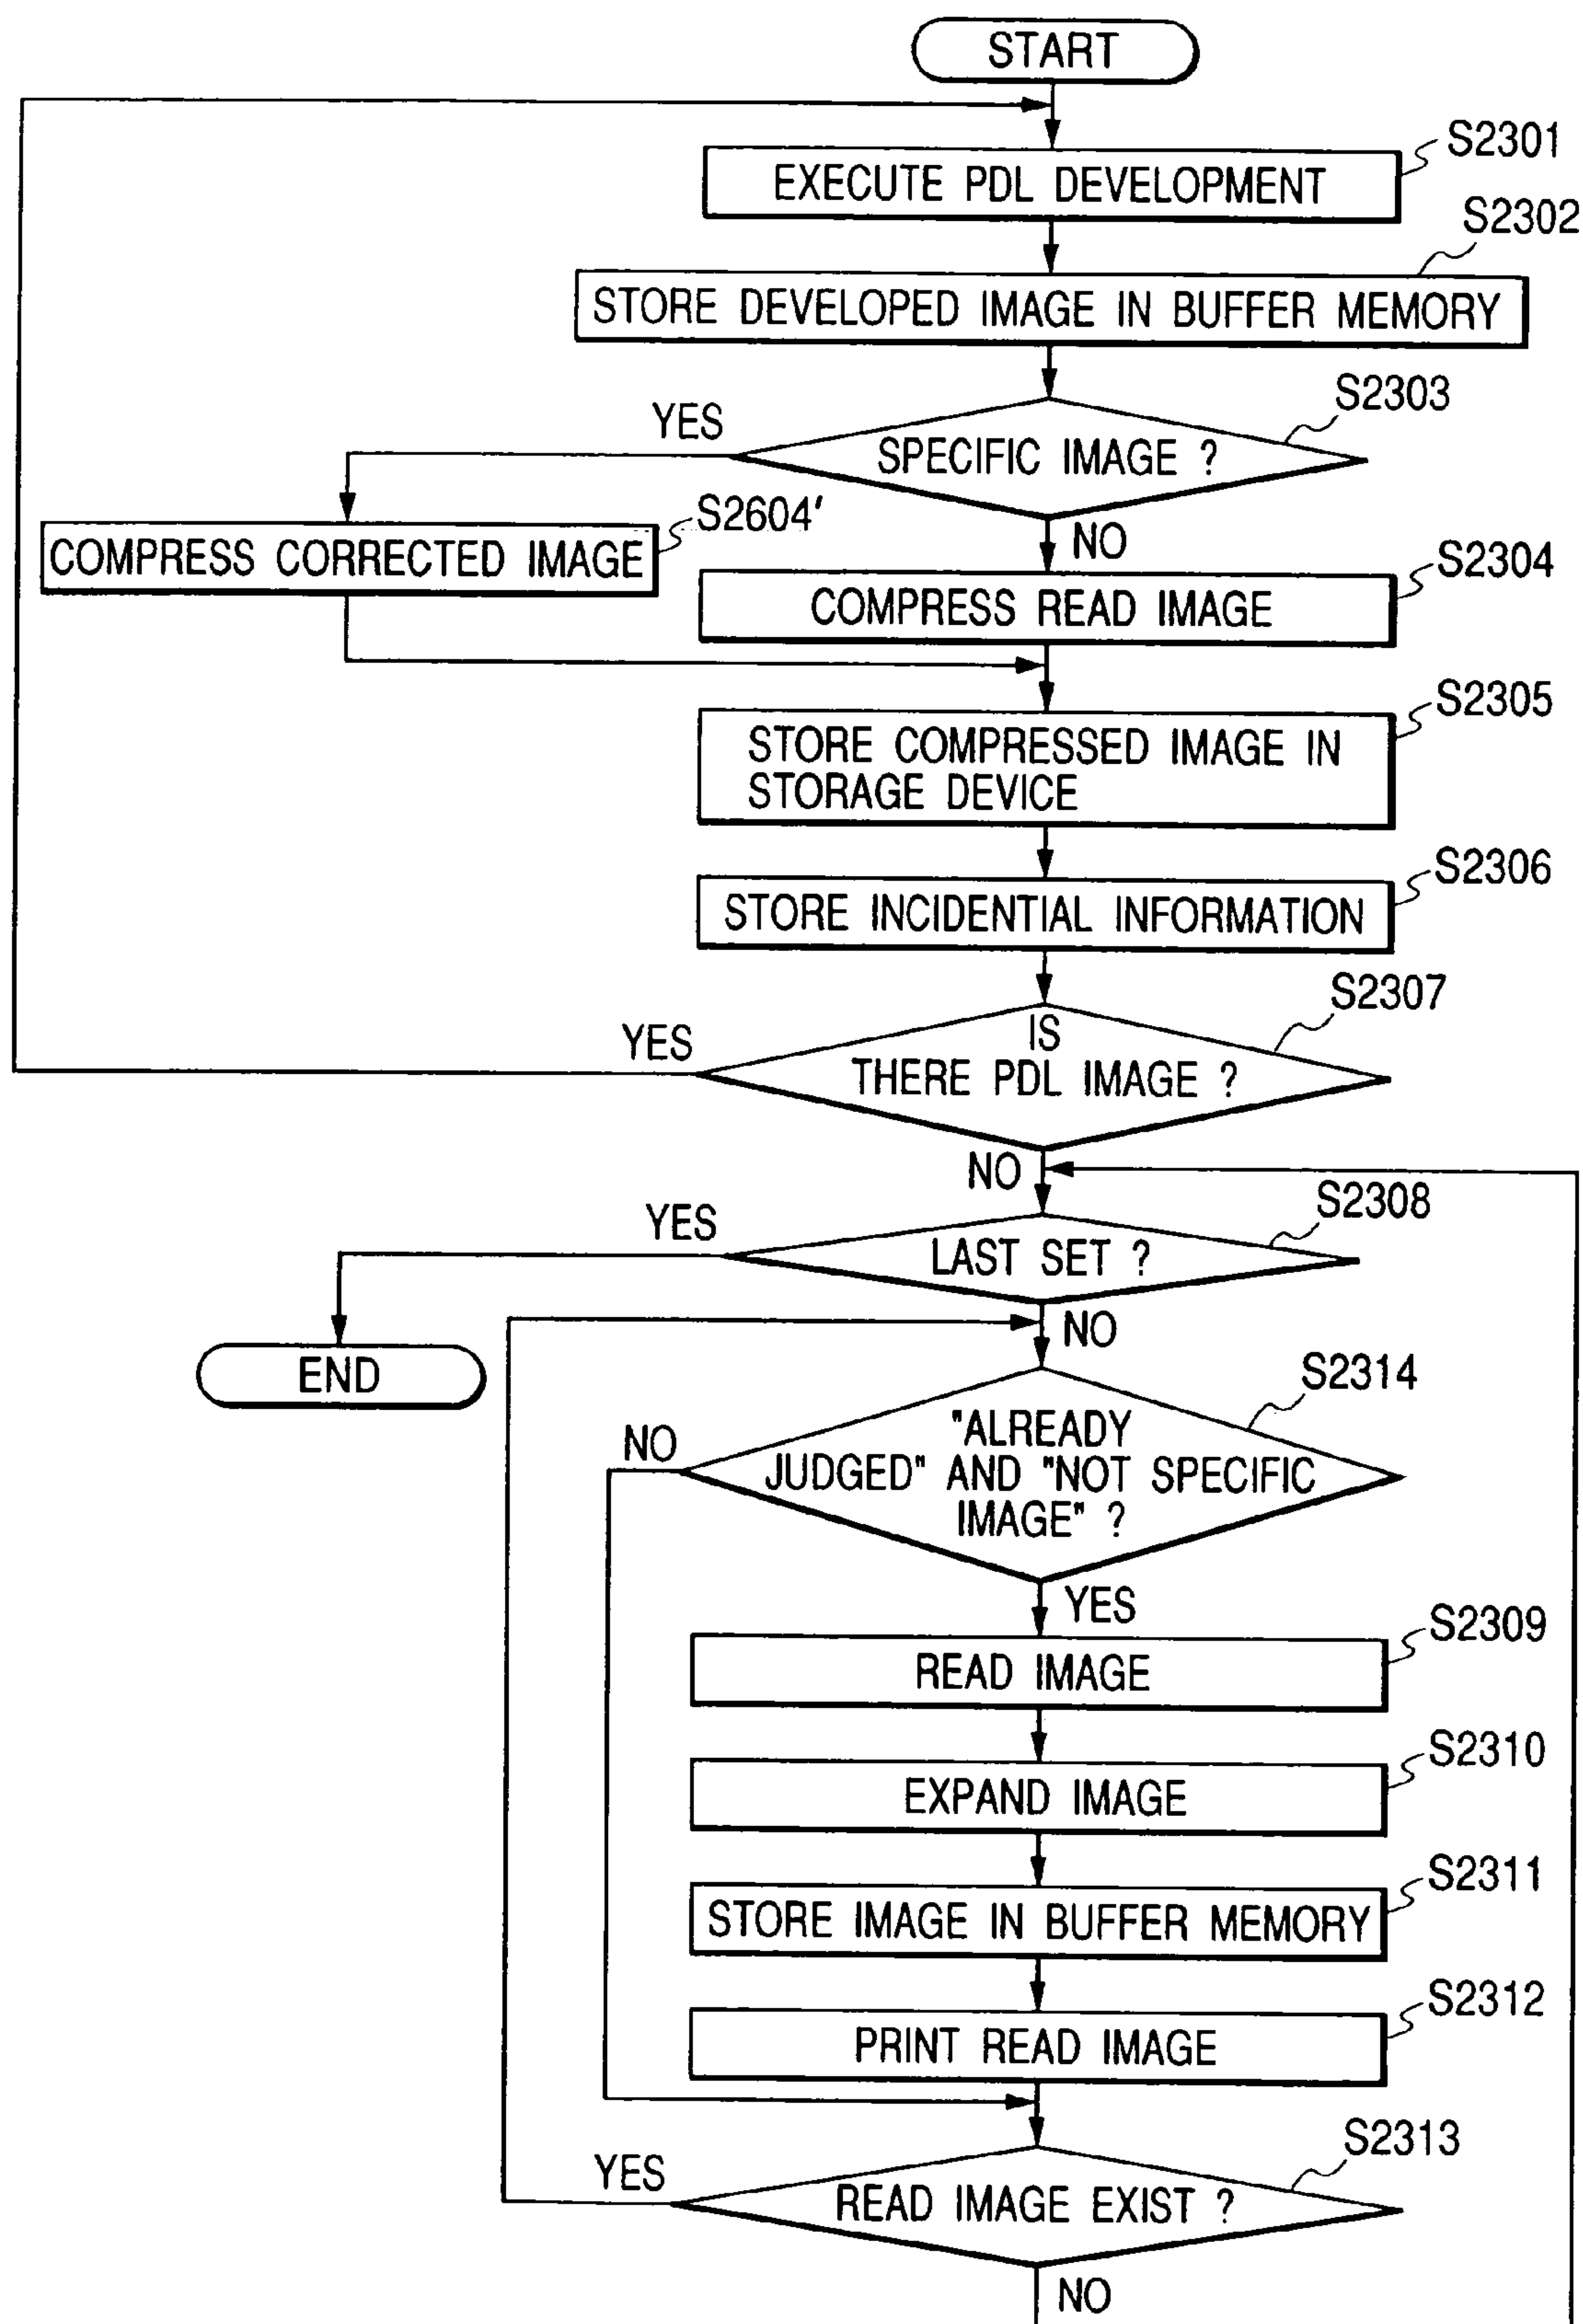 START
S2301
EXECUTE PDL DEVELOPMENT
S2302
STORE DEVELOPED IMAGE IN BUFFER MEMORY
S2303
YES
SPECIFIC IMAGE ?
S2604'
COMPRESS CORRECTED IMAGE
NO
S2304
COMPRESS READ IMAGE
S2305
STORE COMPRESSED IMAGE IN
STORAGE DEVICE
S2306
STORE INCIDENTIAL INFORMATION
S2307
YES
IS
THERE PDL IMAGE ?
NO
S2308
YES
LAST SET ?
NO
END
S2314
NO
"ALREADY
JUDGED" AND "NOT SPECIFIC
IMAGE" ?
YES
S2309
READ IMAGE
S2310
EXPAND IMAGE
S2311
STORE IMAGE IN BUFFER MEMORY
S2312
PRINT READ IMAGE
S2313
YES
READ IMAGE EXIST ?
NO